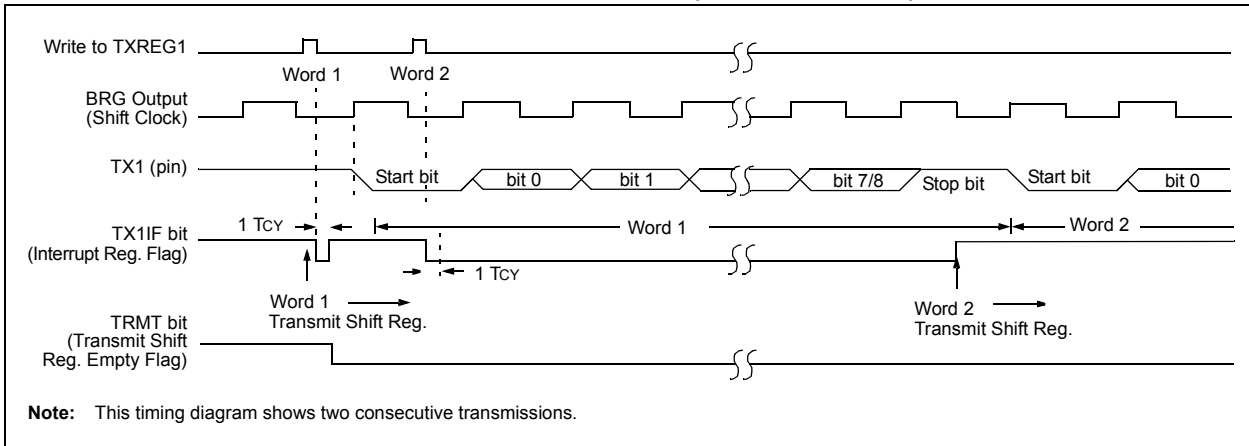 Write to TXREG1
Word 1
Word 2
BRG Output
(Shift Clock)
TX1 (pin)
Start bit
bit 0
bit 1
bit 7/8
Stop bit
Start bit
bit 0
1 TCY
Word 1
Word 2
TX1IF bit
(Interrupt Reg. Flag)
1 TCY
Word 1
Transmit Shift Reg.
Word 2
Transmit Shift Reg.
TRMT bit
(Transmit Shift
Reg. Empty Flag)
Note: This timing diagram shows two consecutive transmissions.